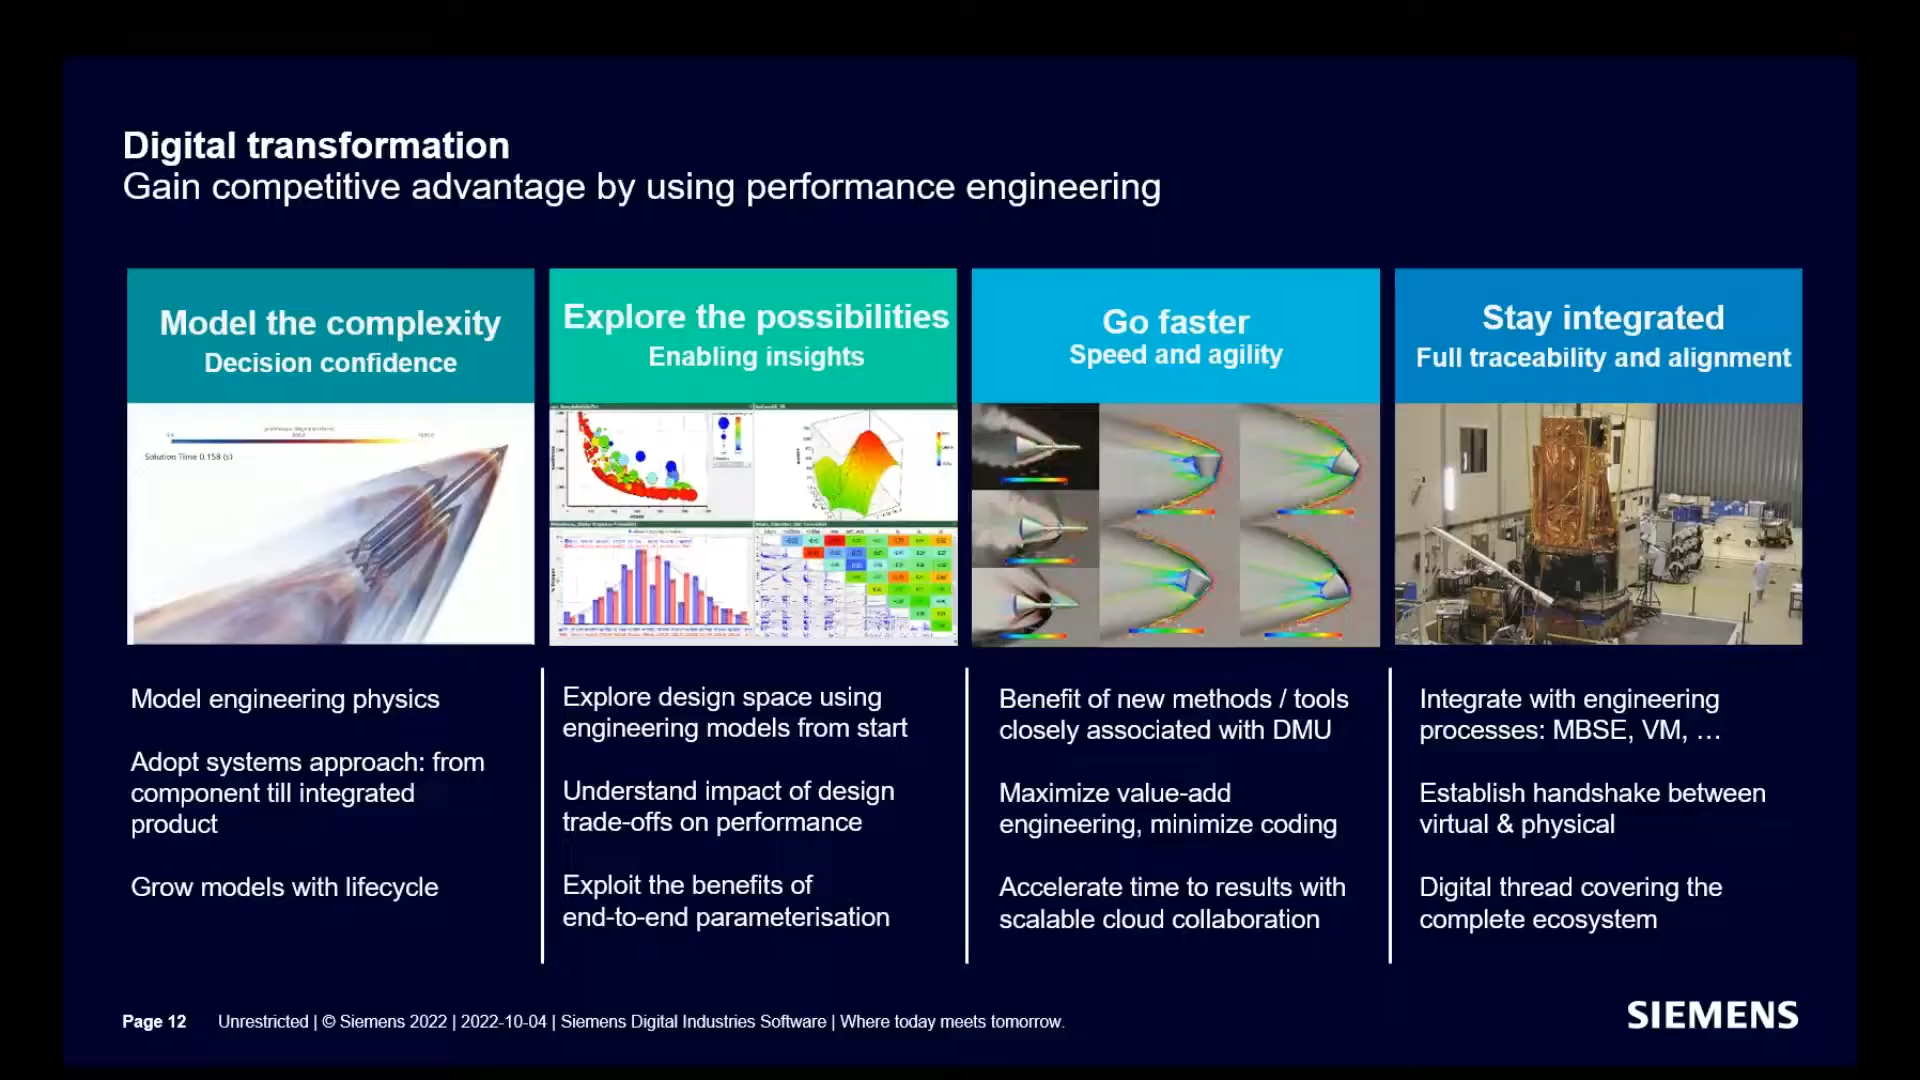 Digital transformation
Gain competitive advantage by using performance engineering
Model the complexity
Decision confidence
Explore the possibilities
Enabling insights
Go faster
Speed and agility
Stay integrated
Full traceability and alignment
Solution Time 0.158 (s)
Model engineering physics
Adopt systems approach: from
component till integrated
product
Grow models with lifecycle
Explore design space using
engineering models from start
Understand impact of design
trade-offs on performance
Exploit the benefits of
end-to-end parameterisation
Benefit of new methods / tools
closely associated with DMU
Maximize value-add
engineering, minimize coding
Accelerate time to results with
scalable cloud collaboration
Integrate with engineering
processes: MBSE, VM, …
Establish handshake between
virtual & physical
Digital thread covering the
complete ecosystem
Page 12 Unrestricted | © Siemens 2022 | 2022-10-04 | Siemens Digital Industries Software | Where today meets tomorrow.
SIEMENS